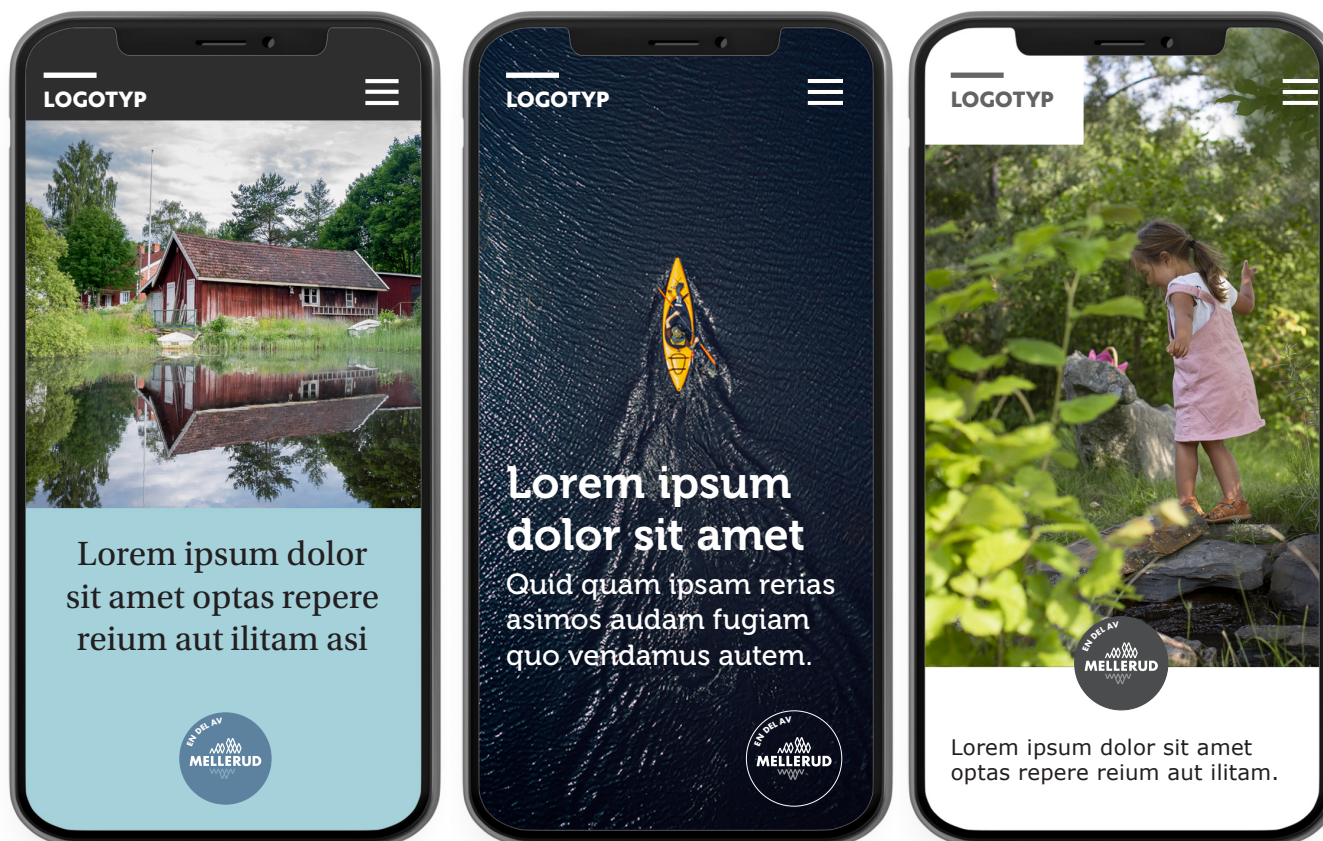 LOGOTYP
Lorem ipsum dolor
sit amet optas repere
reium aut ilitam asi
EN DEL AV
MELLERUD
LOGOTYP
Lorem ipsum
dolor sit amet
Quid quam ipsam rerias
asimos audam fugiam
quo vendamus autem.
EN DEL AV
MELLERUD
LOGOTYP
EN DEL AV
MELLERUD
Lorem ipsum dolor sit amet
optas repere reium aut ilitam.